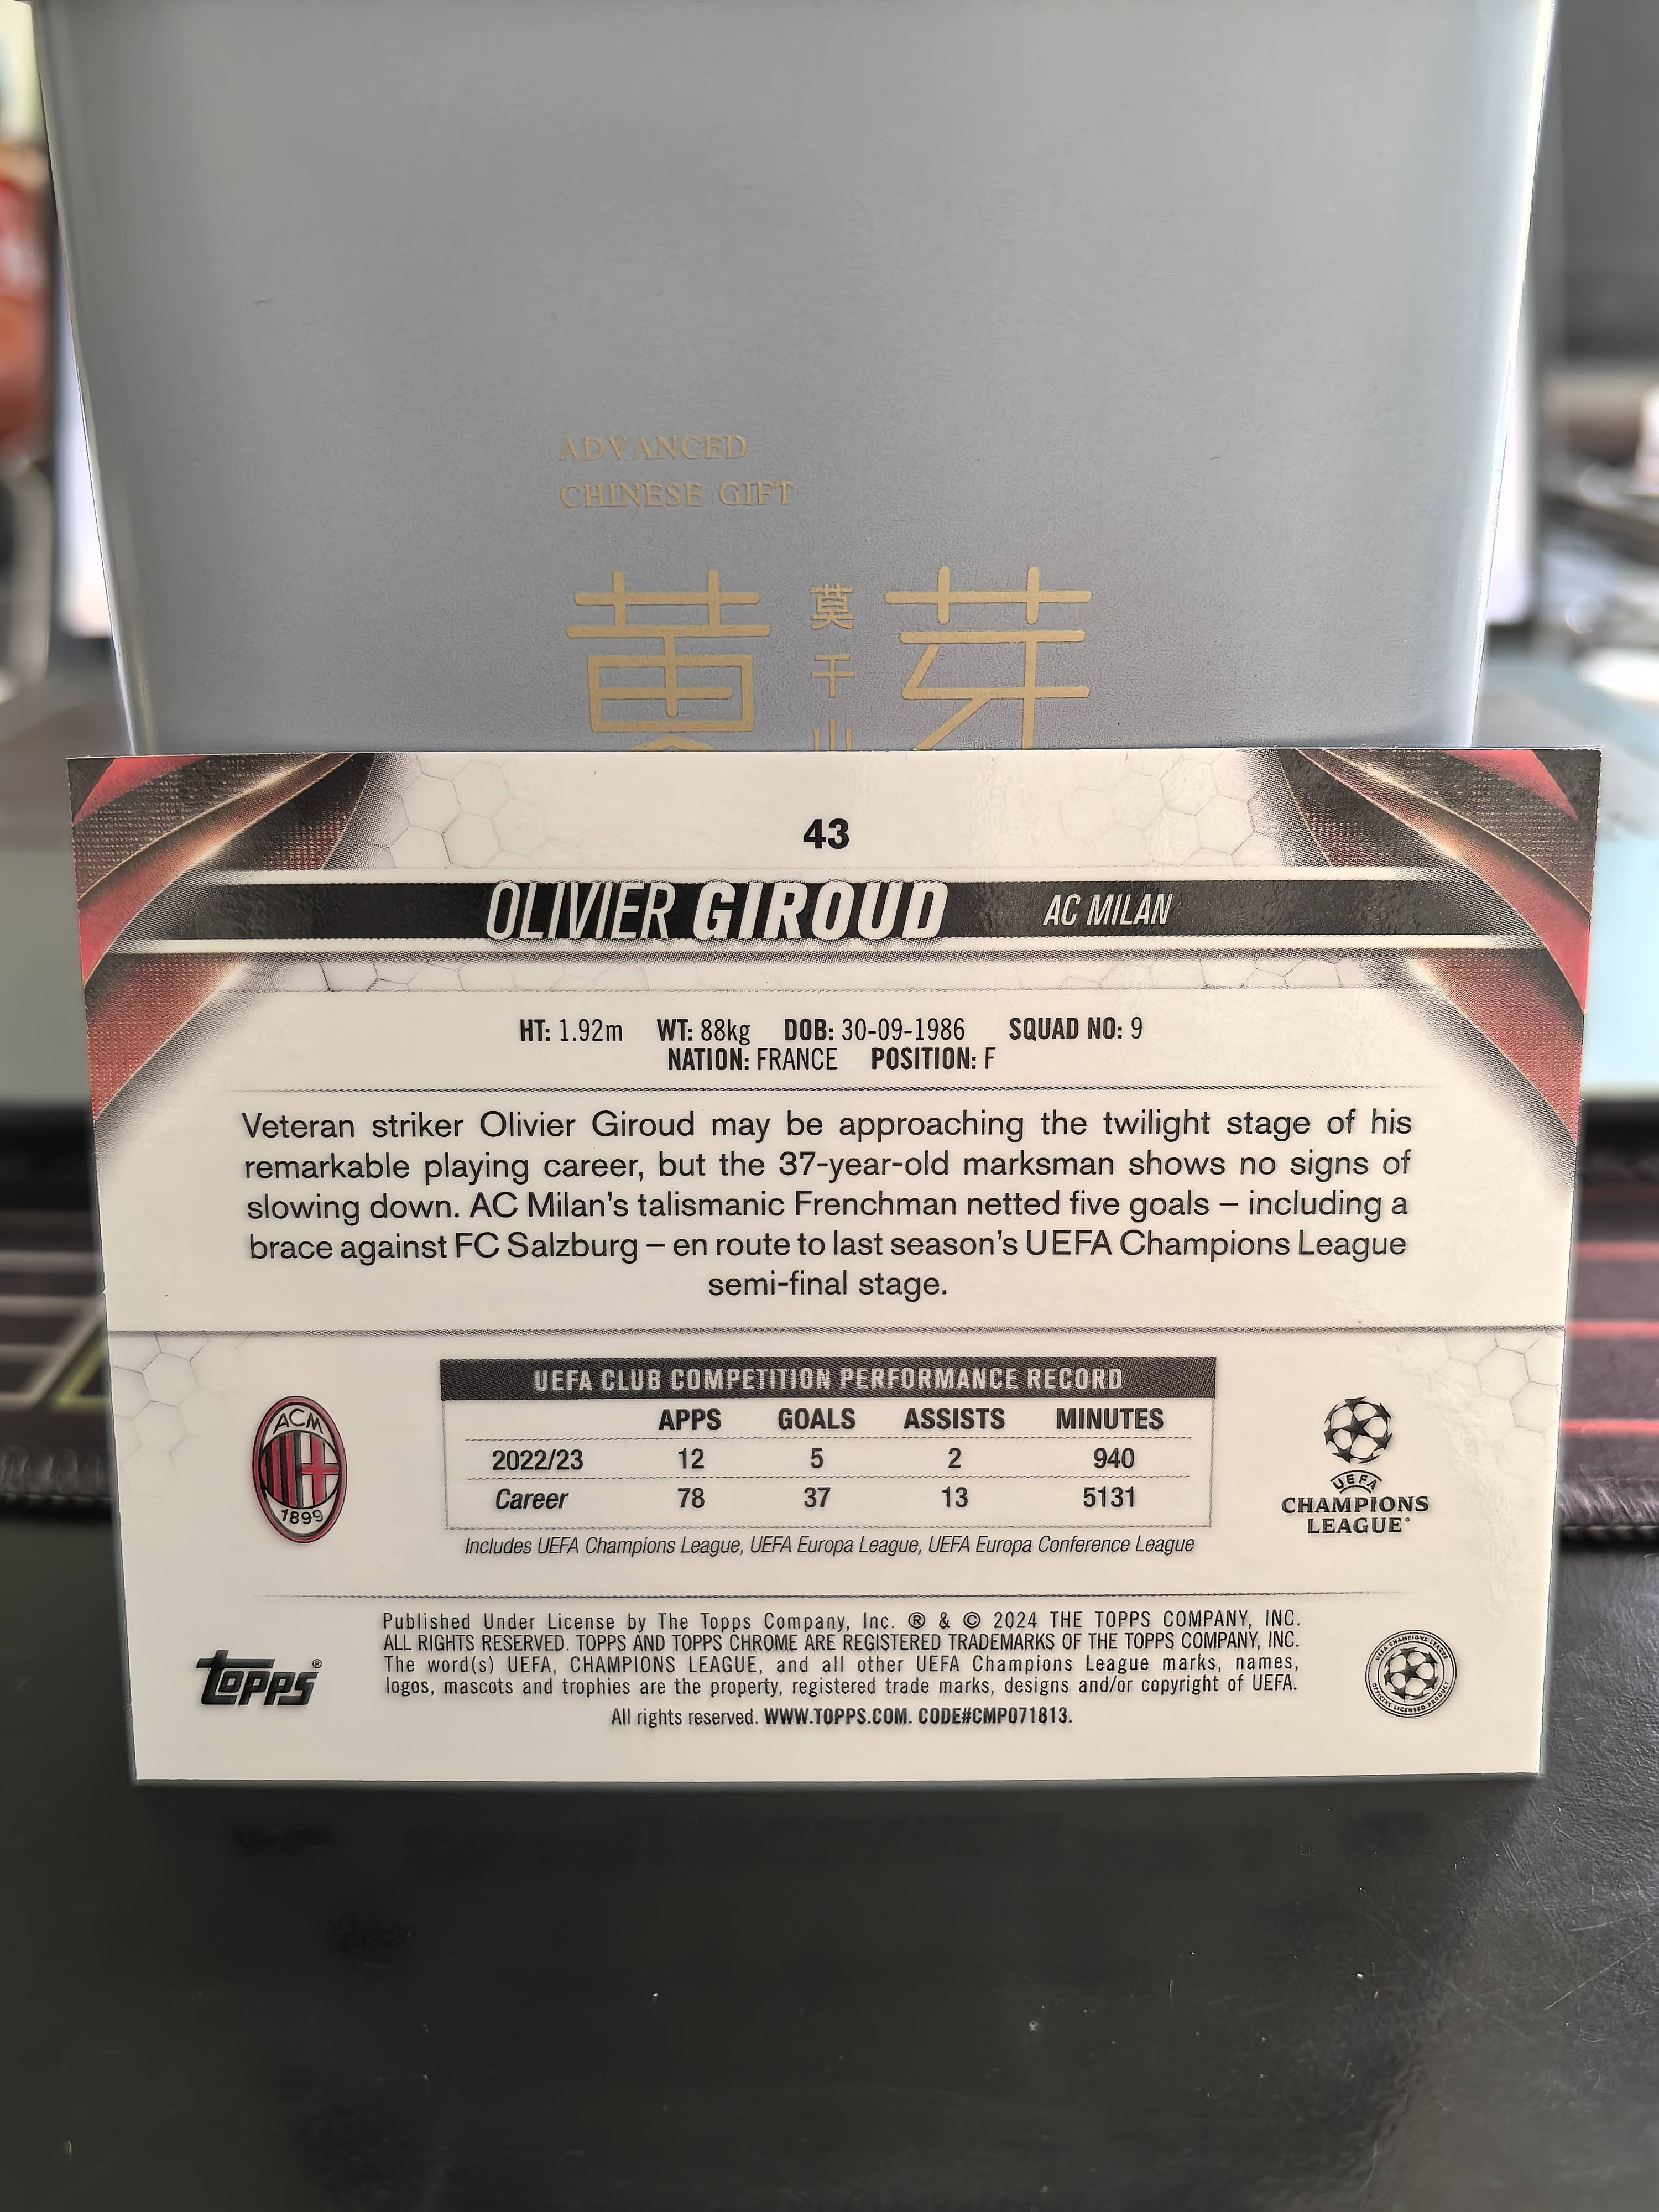 ADVANCED
CHINESE GIFT
黄 莫干山 芽
43
OLIVIER GIROUD AC MILAN
HT: 1.92m WT: 88kg DOB: 30-09-1986 SQUAD NO: 9
NATION: FRANCE POSITION: F
Veteran striker Olivier Giroud may be approaching the twilight stage of his
remarkable playing career, but the 37-year-old marksman shows no signs of
slowing down. AC Milan's talismanic Frenchman netted five goals – including a
brace against FC Salzburg – en route to last season's UEFA Champions League
semi-final stage.
UEFA CLUB COMPETITION PERFORMANCE RECORD
APPS GOALS ASSISTS MINUTES
2022/23 12 5 2 940
Career 78 37 13 5131
Includes UEFA Champions League, UEFA Europa League, UEFA Europa Conference League
ACM
1899
UEFA
CHAMPIONS
LEAGUE®
Published Under License by The Topps Company, Inc. ® & © 2024 THE TOPPS COMPANY, INC.
ALL RIGHTS RESERVED. TOPPS AND TOPPS CHROME ARE REGISTERED TRADEMARKS OF THE TOPPS COMPANY, INC.
The word(s) UEFA, CHAMPIONS LEAGUE, and all other UEFA Champions League marks, names,
logos, mascots and trophies are the property, registered trade marks, designs and/or copyright of UEFA.
All rights reserved. WWW.TOPPS.COM. CODE#CMP071813.
topps®
UEFA CHAMPIONS LEAGUE
OFFICIAL LICENSED PRODUCT